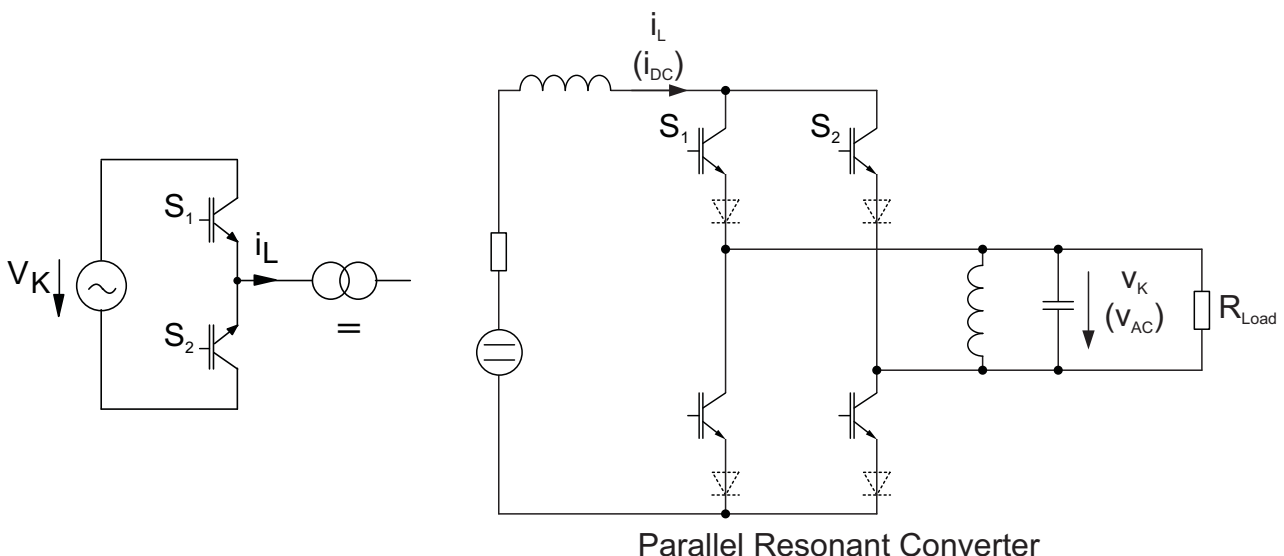 V_K
S_1
i_L
S_2
=
i_L
(i_DC)
S_1
S_2
v_K
(v_AC)
R_Load
Parallel Resonant Converter